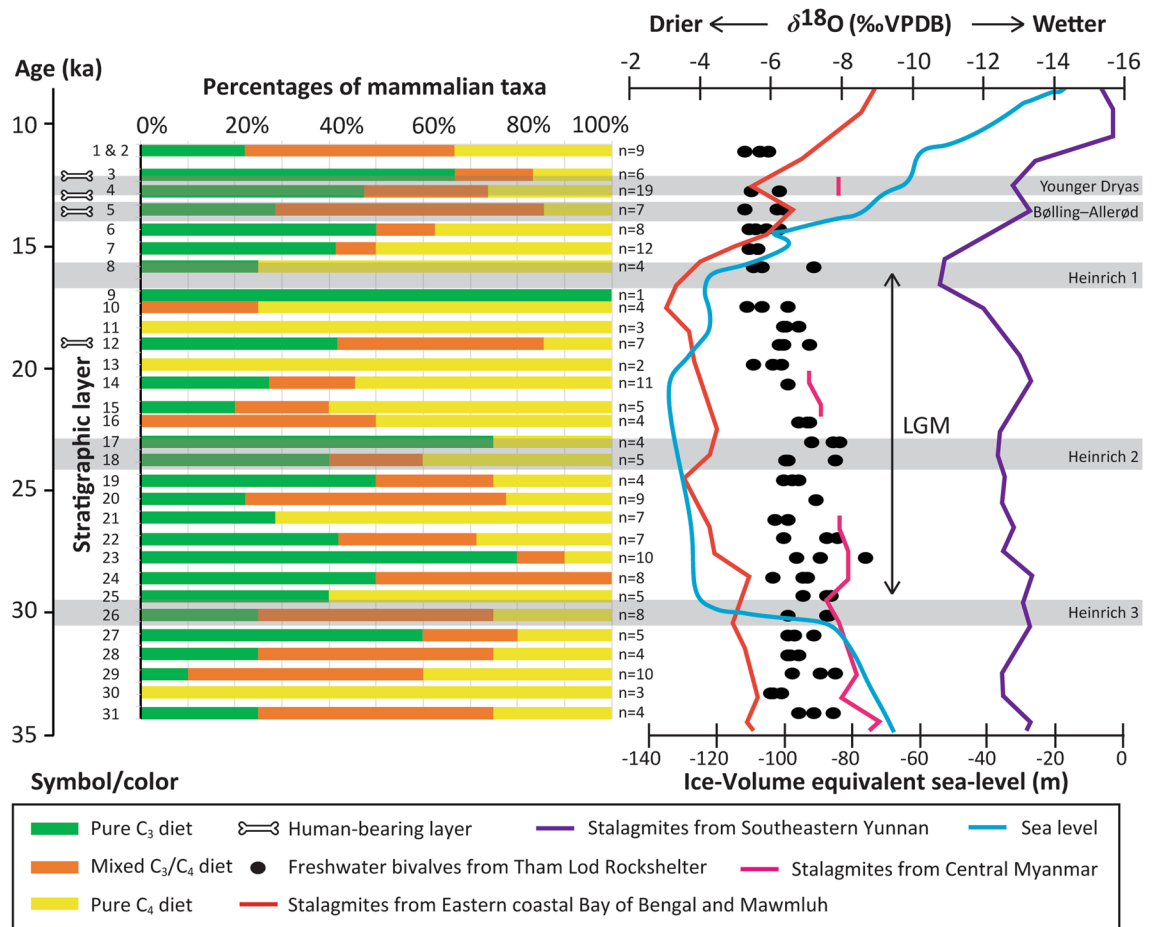 Drier δ18O (‰VPDB) Wetter
-2 -4 -6 -8 -10 -12 -14 -16
Age (ka)
Percentages of mammalian taxa
0% 20% 40% 60% 80% 100%
10
15
20
25
30
35
Stratigraphic layer
1 & 2 n=9
3 n=6
4 n=19 Younger Dryas
5 n=7 Bølling–Allerød
6 n=8
7 n=12
8 n=4 Heinrich 1
9 n=1
10 n=4
11 n=3
12 n=7
13 n=2
14 n=11
15 n=5
16 n=4
LGM
17 n=4
18 n=5 Heinrich 2
19 n=4
20 n=9
21 n=7
22 n=7
23 n=10
24 n=8
25 n=5
26 n=8 Heinrich 3
27 n=5
28 n=4
29 n=10
30 n=3
31 n=4
-140 -120 -100 -80 -60 -40 -20 0
Ice-Volume equivalent sea-level (m)
Symbol/color
Pure C3 diet Human-bearing layer Stalagmites from Southeastern Yunnan Sea level
Mixed C3/C4 diet Freshwater bivalves from Tham Lod Rockshelter Stalagmites from Central Myanmar
Pure C4 diet Stalagmites from Eastern coastal Bay of Bengal and Mawmluh